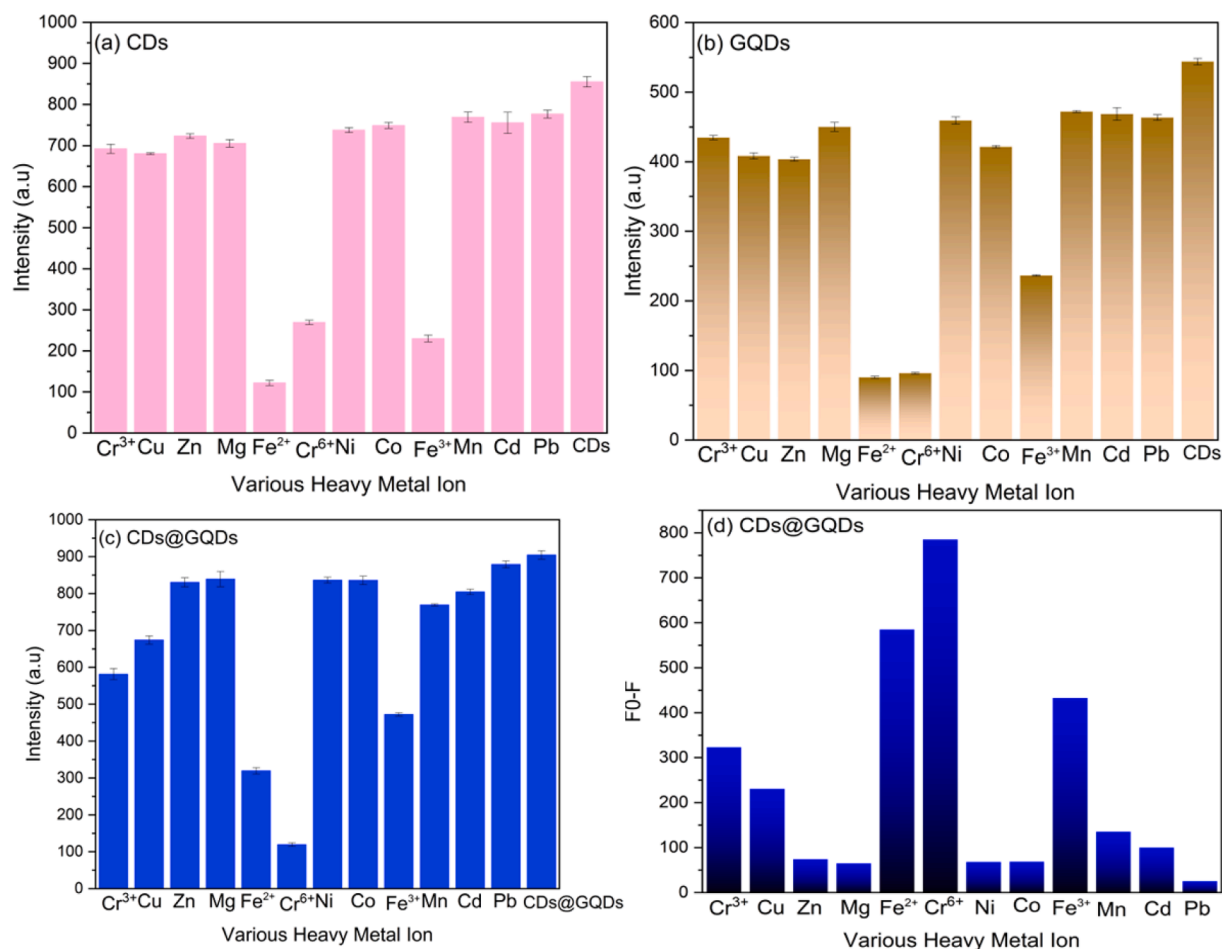 (a) CDs
Intensity (a.u)
1000
900
800
700
600
500
400
300
200
100
0
Cr³⁺ Cu Zn Mg Fe²⁺ Cr⁶⁺ Ni Co Fe³⁺ Mn Cd Pb CDs
Various Heavy Metal Ion
(b) GQDs
Intensity (a.u)
600
500
400
300
200
100
0
Cr³⁺ Cu Zn Mg Fe²⁺ Cr⁶⁺ Ni Co Fe³⁺ Mn Cd Pb CDs
Various Heavy Metal Ion
(c) CDs@GQDs
Intensity (a.u)
1000
900
800
700
600
500
400
300
200
100
0
Cr³⁺ Cu Zn Mg Fe²⁺ Cr⁶⁺ Ni Co Fe³⁺ Mn Cd Pb CDs@GQDs
Various Heavy Metal Ion
(d) CDs@GQDs
F0-F
800
700
600
500
400
300
200
100
0
Cr³⁺ Cu Zn Mg Fe²⁺ Cr⁶⁺ Ni Co Fe³⁺ Mn Cd Pb
Various Heavy Metal Ion